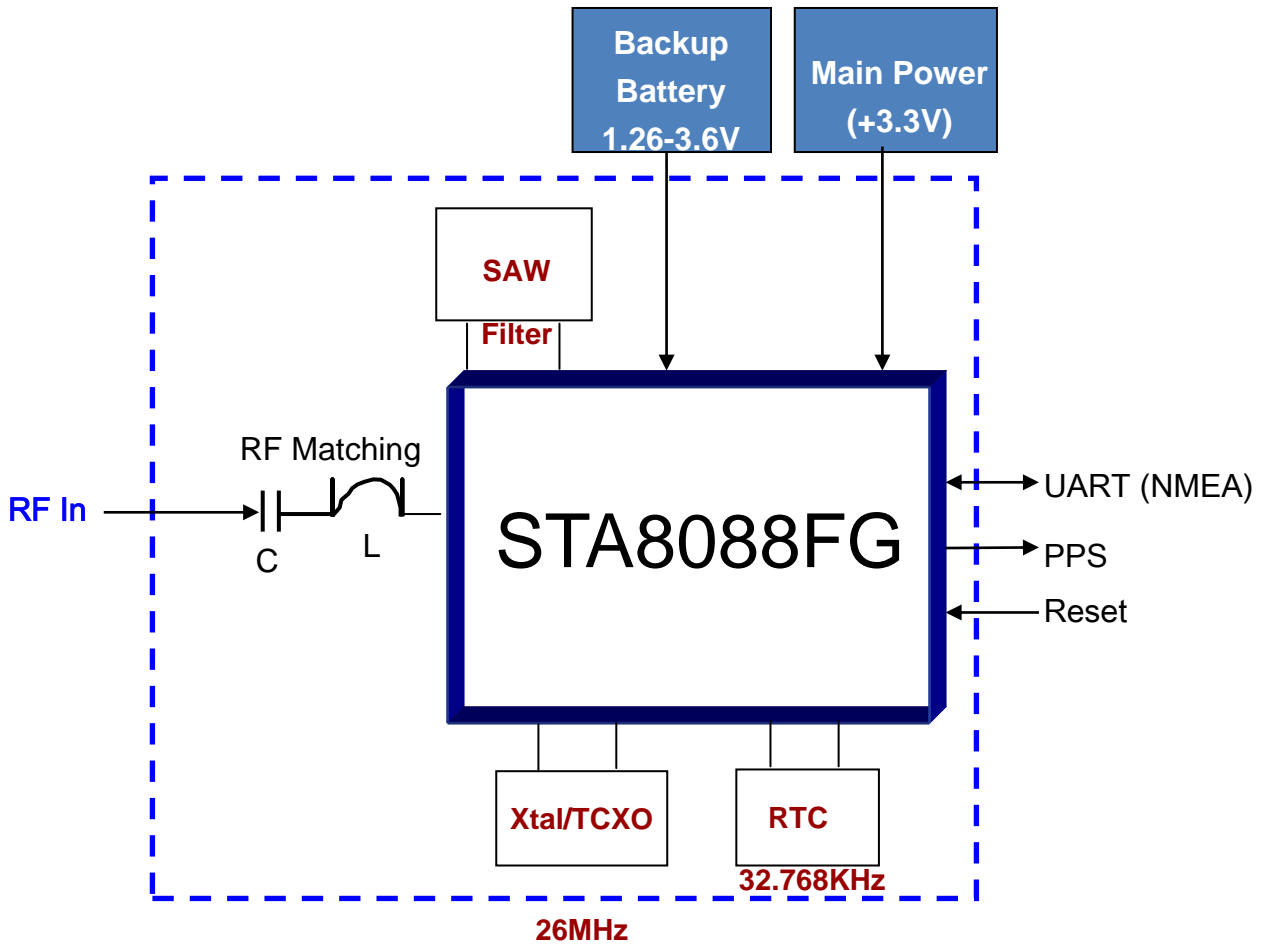 Backup
Battery
1.26-3.6V
Main Power
(+3.3V)
SAW
Filter
RF Matching
RF In
C
L
STA8088FG
UART (NMEA)
PPS
Reset
Xtal/TCXO
RTC
32.768KHz
26MHz